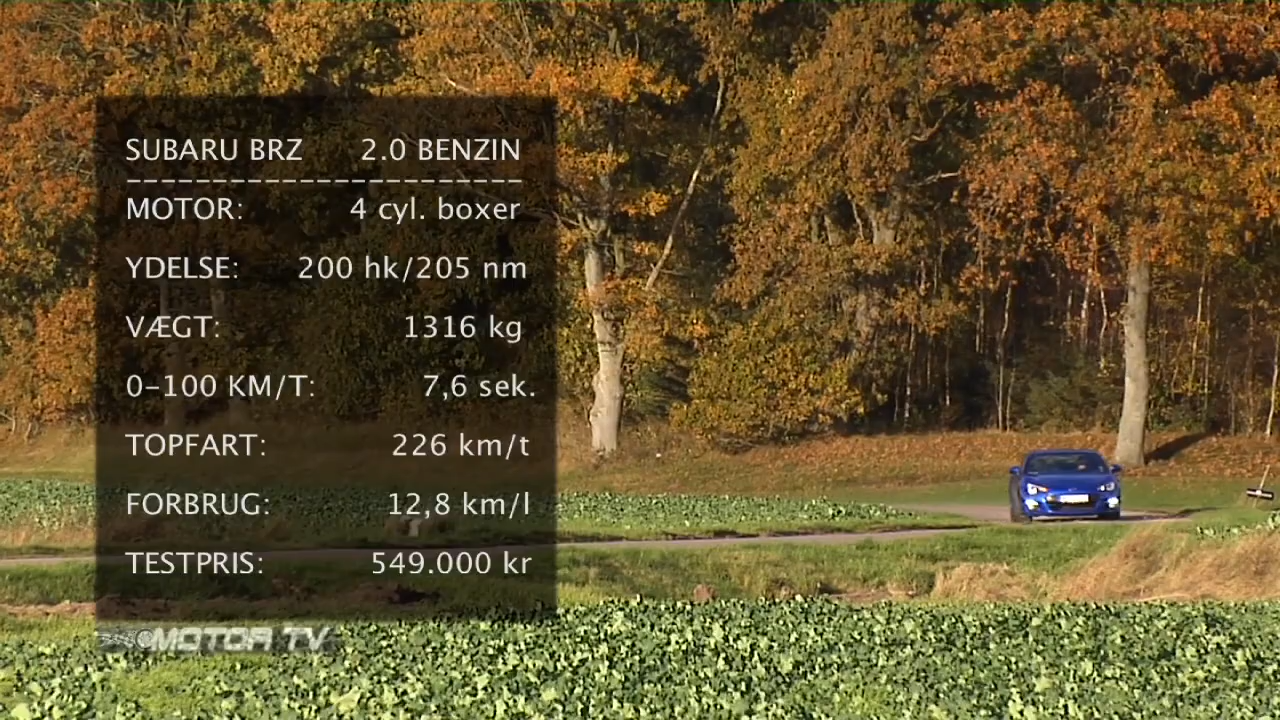 SUBARU BRZ 2.0 BENZIN
MOTOR: 4 cyl. boxer
YDELSE: 200 hk/205 nm
VÆGT: 1316 kg
0-100 KM/T: 7,6 sek.
TOPFART: 226 km/t
FORBRUG: 12,8 km/l
TESTPRIS: 549.000 kr
MOTOR TV